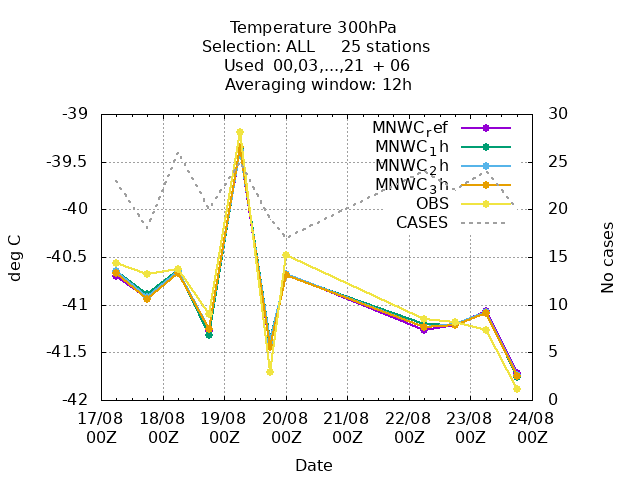 Temperature 300hPa
Selection: ALL 25 stations
Used 00,03,...,21 + 06
Averaging window: 12h
-39 30
-39.5 25
-40 20
-40.5 15
-41 10
-41.5 5
-42 0
MNWC_ref
MNWC_1h
MNWC_2h
MNWC_3h
OBS
CASES
deg C
No cases
17/08 18/08 19/08 20/08 21/08 22/08 23/08 24/08
00Z 00Z 00Z 00Z 00Z 00Z 00Z 00Z
Date